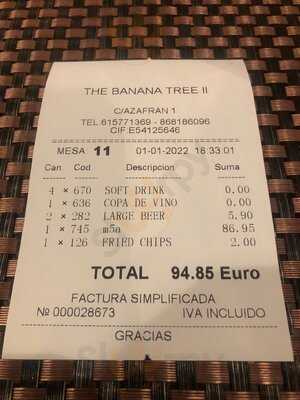 THE BANANA TREE II
C/AZAFRAN 1
TEL.615771369 - 868186096
CIF.E54125646
MESA 11 01-01-2022 18:33:01
Can. Cod Descripcion Suma
4 × 670 SOFT DRINK 0.00
1 × 636 COPA DE VINO 0.00
2 × 282 LARGE BEER 5.90
1 × 745 m5a 86.95
1 × 126 FRIED CHIPS 2.00
TOTAL 94.85 Euro
FACTURA SIMPLIFICADA
№ 000028673 IVA INCLUIDO
GRACIAS